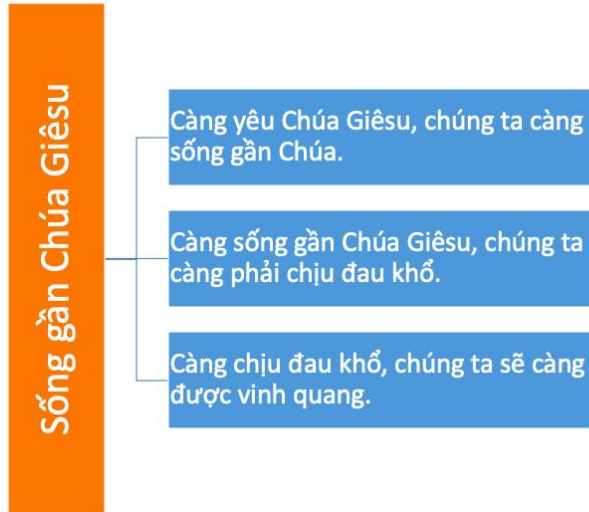 Sống gần Chúa Giêsu
Càng yêu Chúa Giêsu, chúng ta càng
sống gần Chúa.
Càng sống gần Chúa Giêsu, chúng ta
càng phải chịu đau khổ.
Càng chịu đau khổ, chúng ta sẽ càng
được vinh quang.